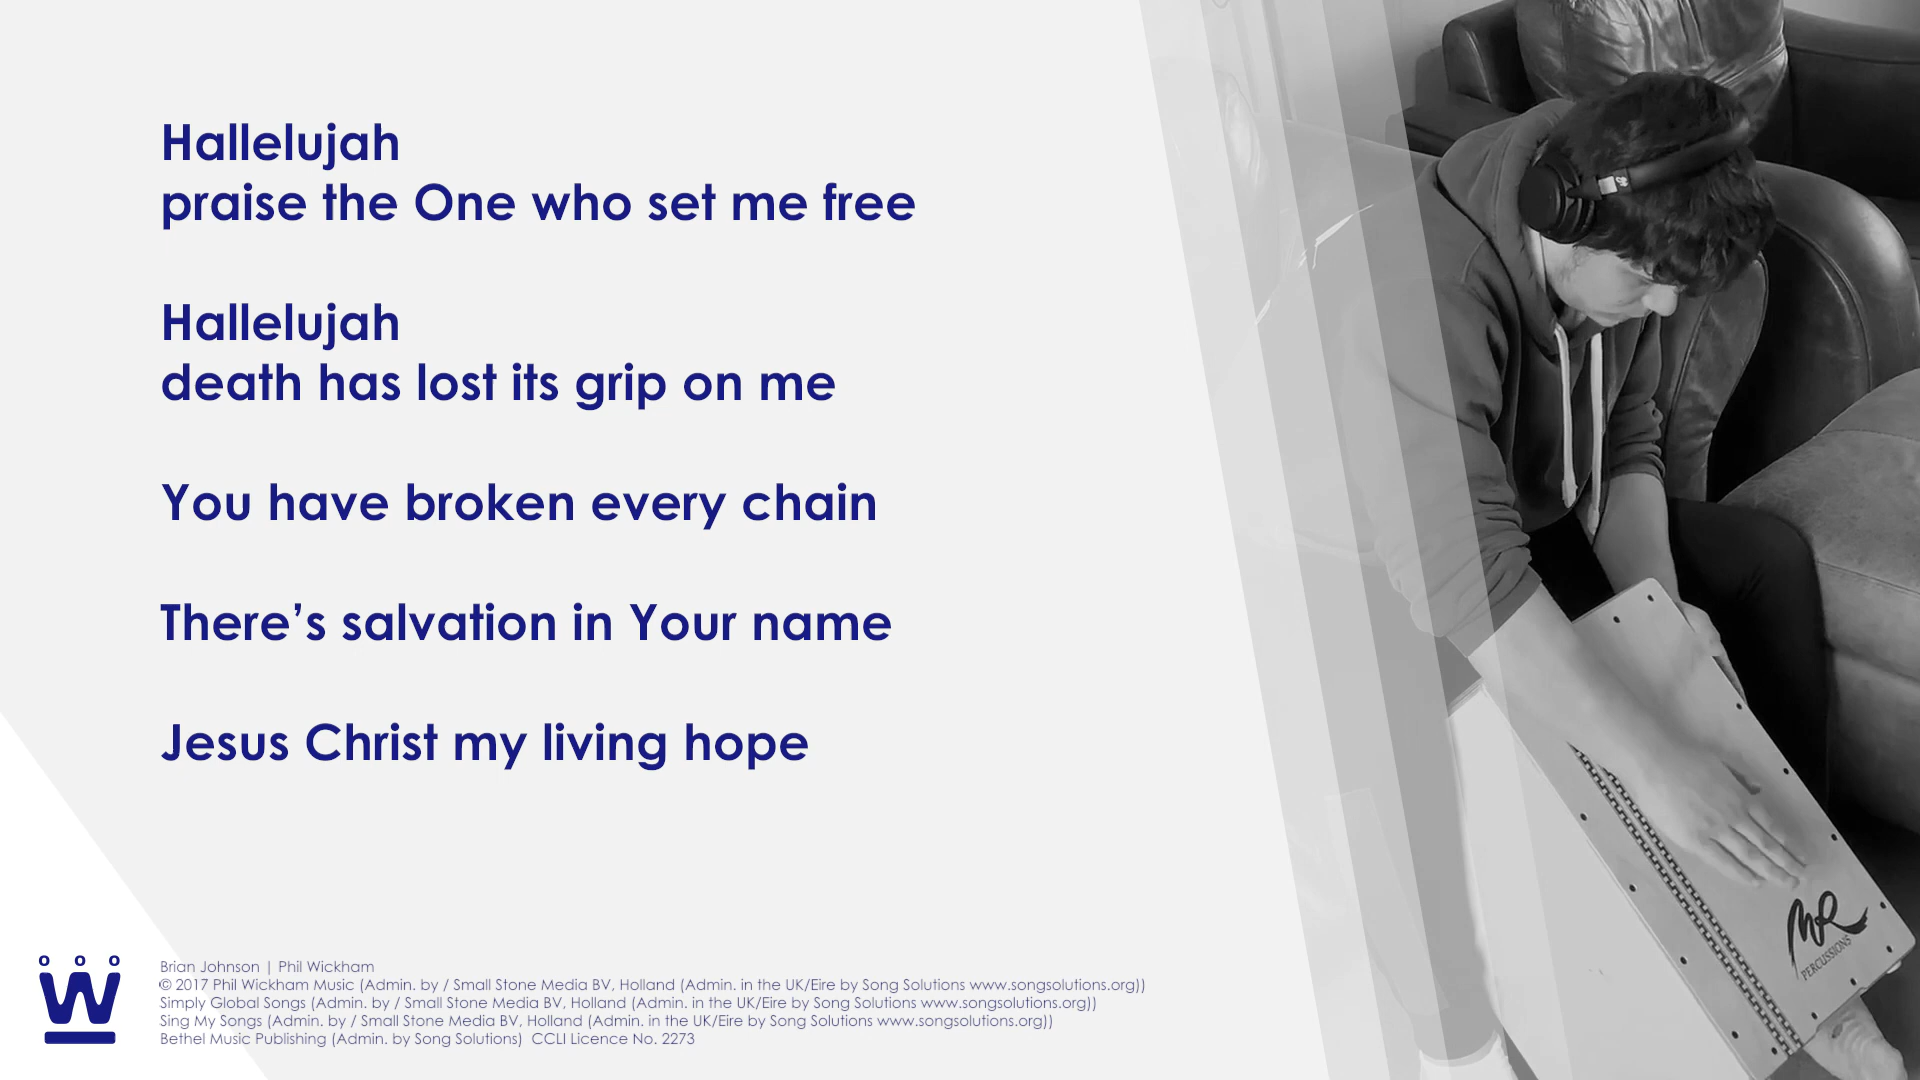 Hallelujah
praise the One who set me free
Hallelujah
death has lost its grip on me
You have broken every chain
There’s salvation in Your name
Jesus Christ my living hope
Brian Johnson | Phil Wickham
© 2017 Phil Wickham Music (Admin. by / Small Stone Media BV, Holland (Admin. in the UK/Eire by Song Solutions www.songsolutions.org))
Simply Global Songs (Admin. by / Small Stone Media BV, Holland (Admin. in the UK/Eire by Song Solutions www.songsolutions.org))
Sing My Songs (Admin. by / Small Stone Media BV, Holland (Admin. in the UK/Eire by Song Solutions www.songsolutions.org))
Bethel Music Publishing (Admin. by Song Solutions)  CCLI Licence No. 2273
W
MR
PERCUSSIONS